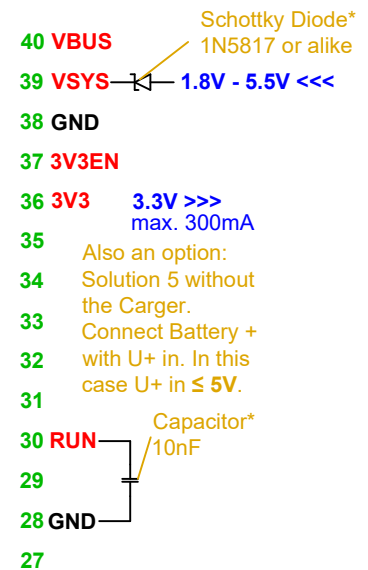 Schottky Diode*
40 VBUS
1N5817 or alike
39 VSYS 1.8V - 5.5V <<<
38 GND
37 3V3EN
36 3V3 3.3V >>>
max. 300mA
35
Also an option:
34 Solution 5 without
the Carger.
33
Connect Battery +
32 with U+ in. In this
case U+ in ≤ 5V.
31
Capacitor*
30 RUN 10nF
29
28 GND
27